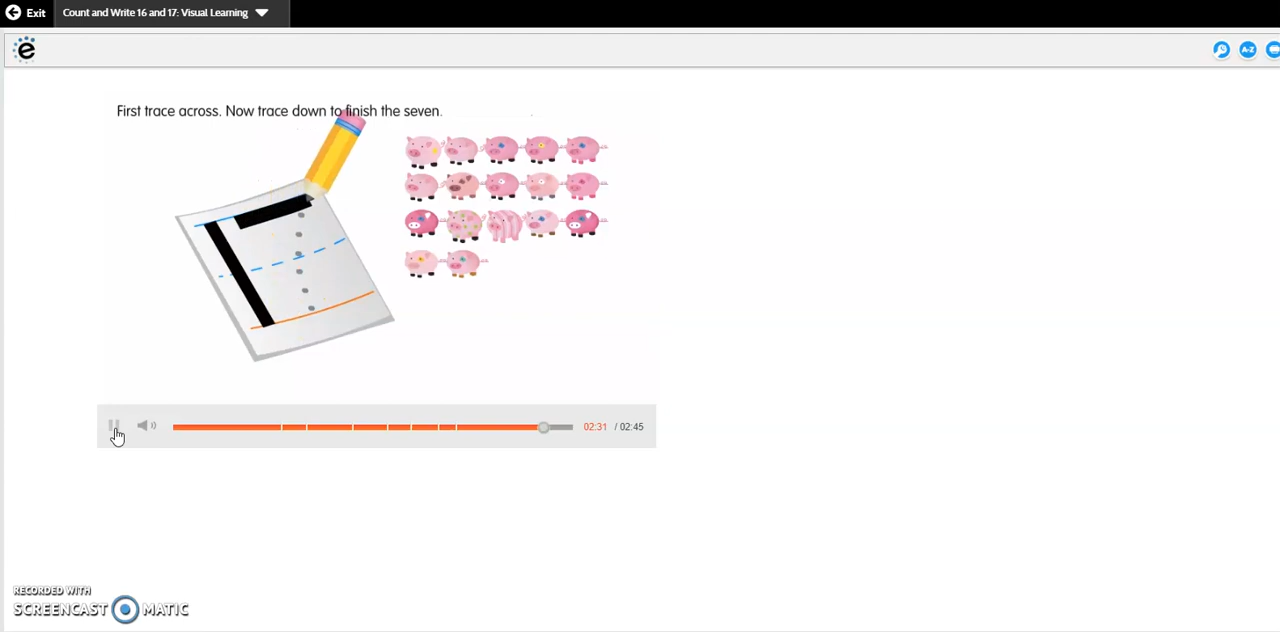 Exit Count and Write 16 and 17: Visual Learning
e A-Z
First trace across. Now trace down to finish the seven.
02:31 / 02:45
RECORDED WITH
SCREENCAST MATIC